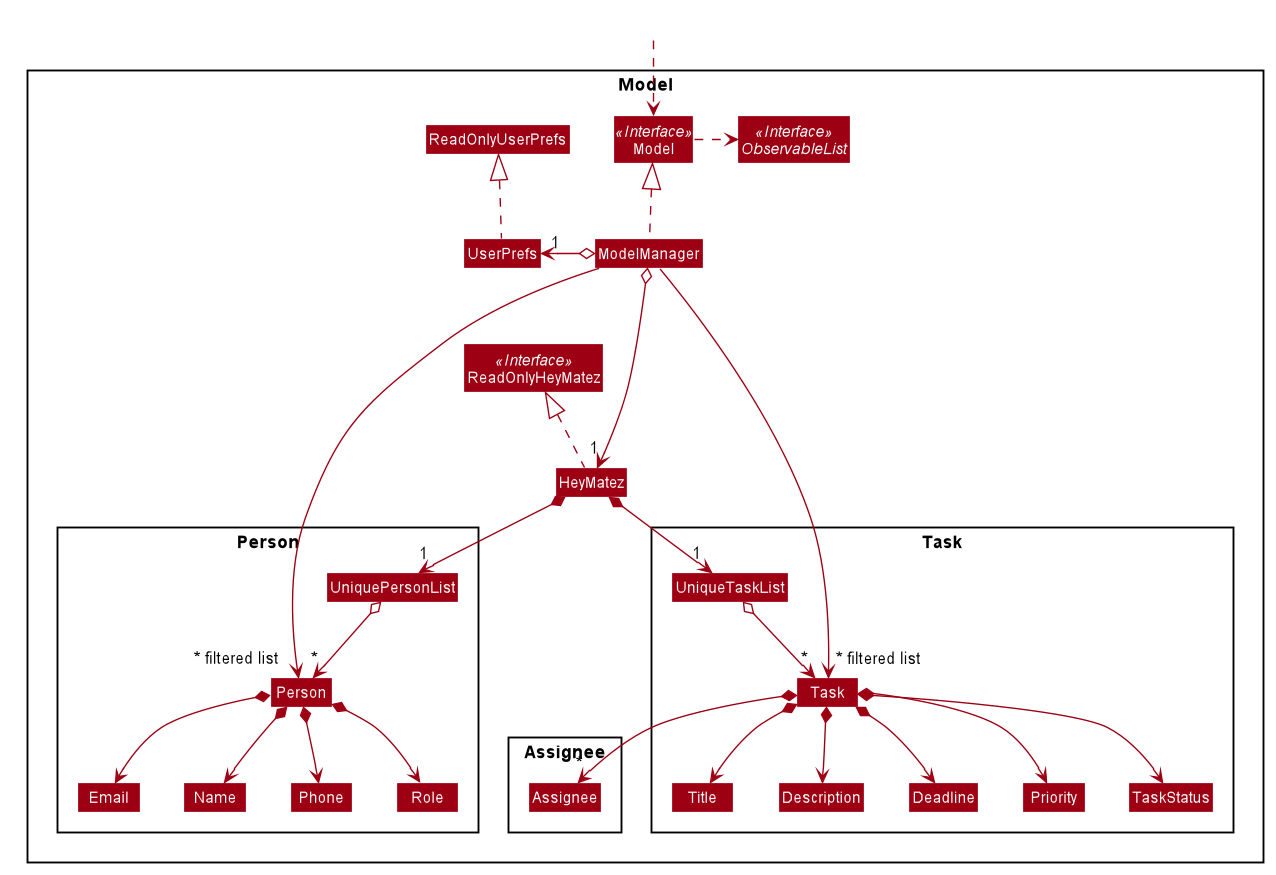 Model
ReadOnlyUserPrefs
«Interface»
Model
«Interface»
ObservableList
UserPrefs
1
ModelManager
«Interface»
ReadOnlyHeyMatez
1
HeyMatez
Person
Task
1
1
UniquePersonList
UniqueTaskList
* filtered list
*
*
* filtered list
Person
Task
Assignee
*
Email
Name
Phone
Role
Assignee
Title
Description
Deadline
Priority
TaskStatus